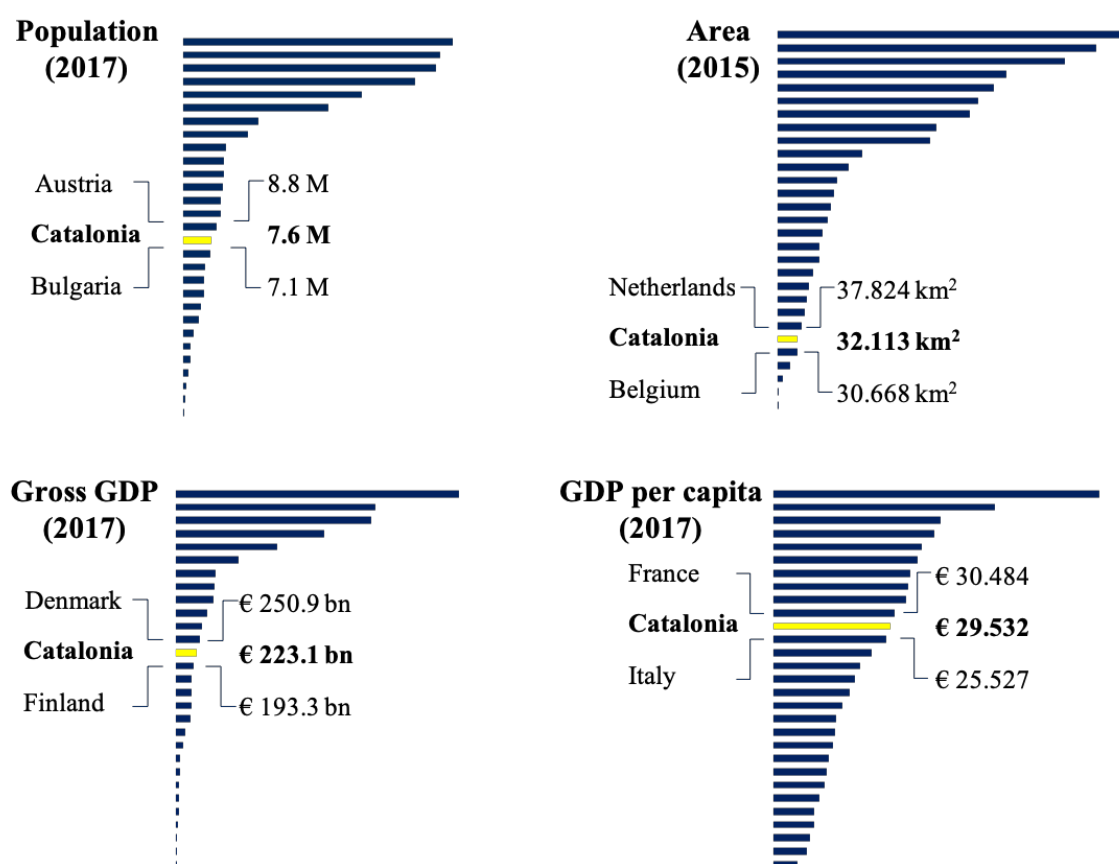 Population
(2017)
Austria
8.8 M
Catalonia
7.6 M
Bulgaria
7.1 M
Area
(2015)
Netherlands
37.824 km²
Catalonia
32.113 km²
Belgium
30.668 km²
Gross GDP
(2017)
Denmark
€ 250.9 bn
Catalonia
€ 223.1 bn
Finland
€ 193.3 bn
GDP per capita
(2017)
France
€ 30.484
Catalonia
€ 29.532
Italy
€ 25.527